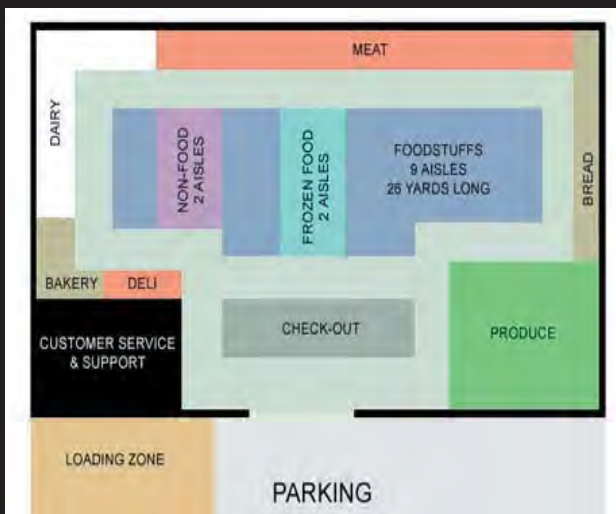 MEAT
DAIRY
NON-FOOD
2 AISLES
FROZEN FOOD
2 AISLES
FOODSTUFFS
9 AISLES
26 YARDS LONG
BREAD
BAKERY
DELI
CHECK-OUT
PRODUCE
CUSTOMER SERVICE
& SUPPORT
LOADING ZONE
PARKING